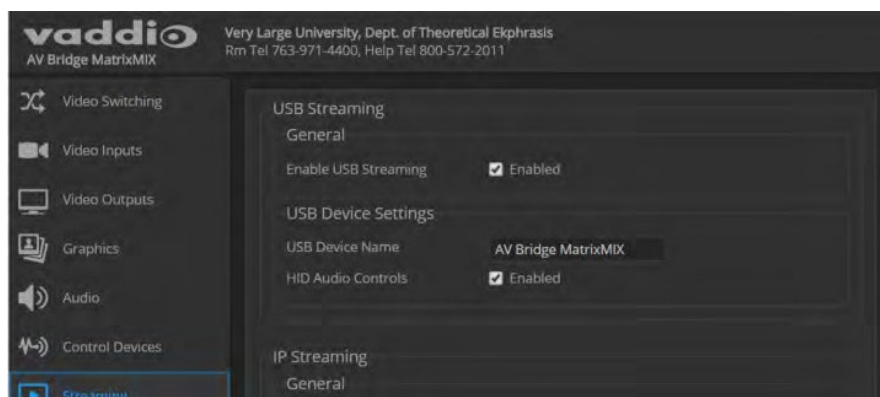 vaddio
AV Bridge MatrixMIX
Very Large University, Dept. of Theoretical Ekphrasis
Rm Tel 763-971-4400, Help Tel 800-572-2011
Video Switching
Video Inputs
Video Outputs
Graphics
Audio
Control Devices
Streaming
USB Streaming
General
Enable USB Streaming Enabled
USB Device Settings
USB Device Name AV Bridge MatrixMIX
HID Audio Controls Enabled
IP Streaming
General